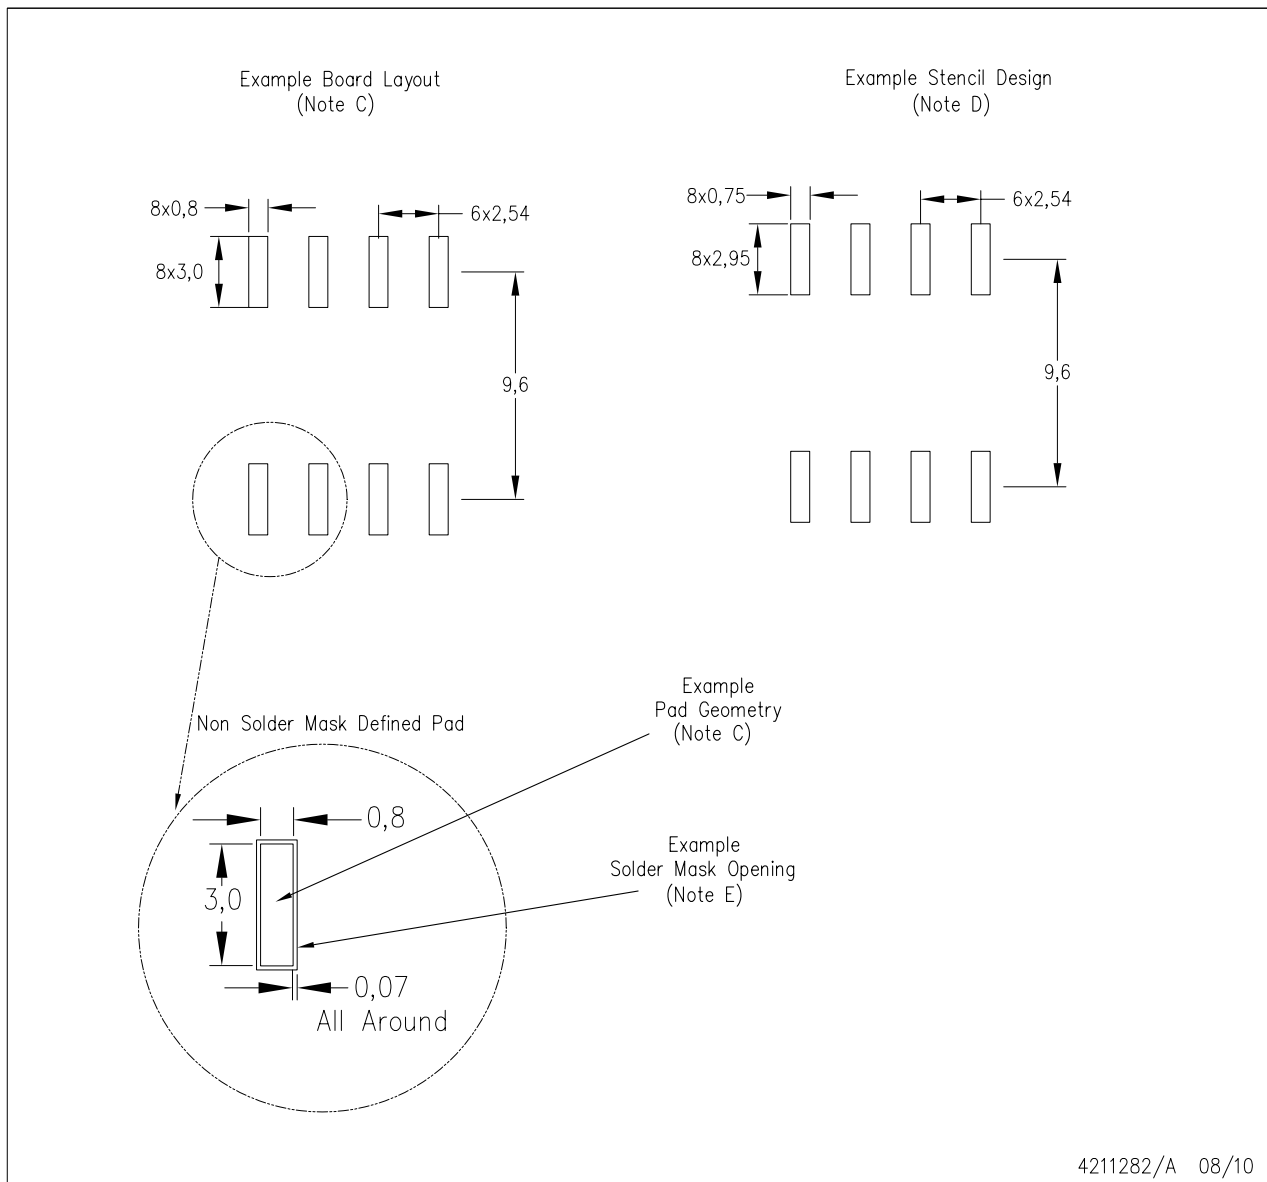 Example Board Layout
(Note C)
Example Stencil Design
(Note D)
8x0,8
6x2,54
8x3,0
9,6
8x0,75
6x2,54
8x2,95
9,6
Non Solder Mask Defined Pad
Example
Pad Geometry
(Note C)
0,8
3,0
Example
Solder Mask Opening
(Note E)
0,07
All Around
4211282/A 08/10